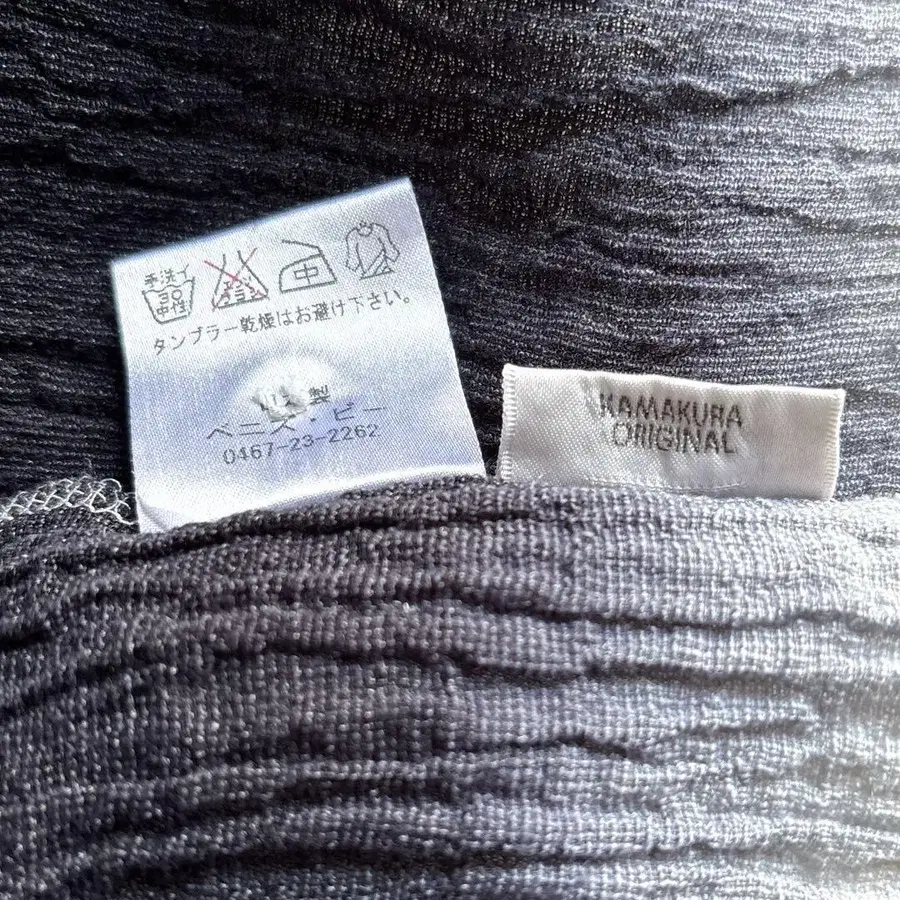 手洗イ
30
中性
タンブラー乾燥はお避け下さい。
製
ベニス・ビー
0467-23-2262
KAMAKURA
ORIGINAL